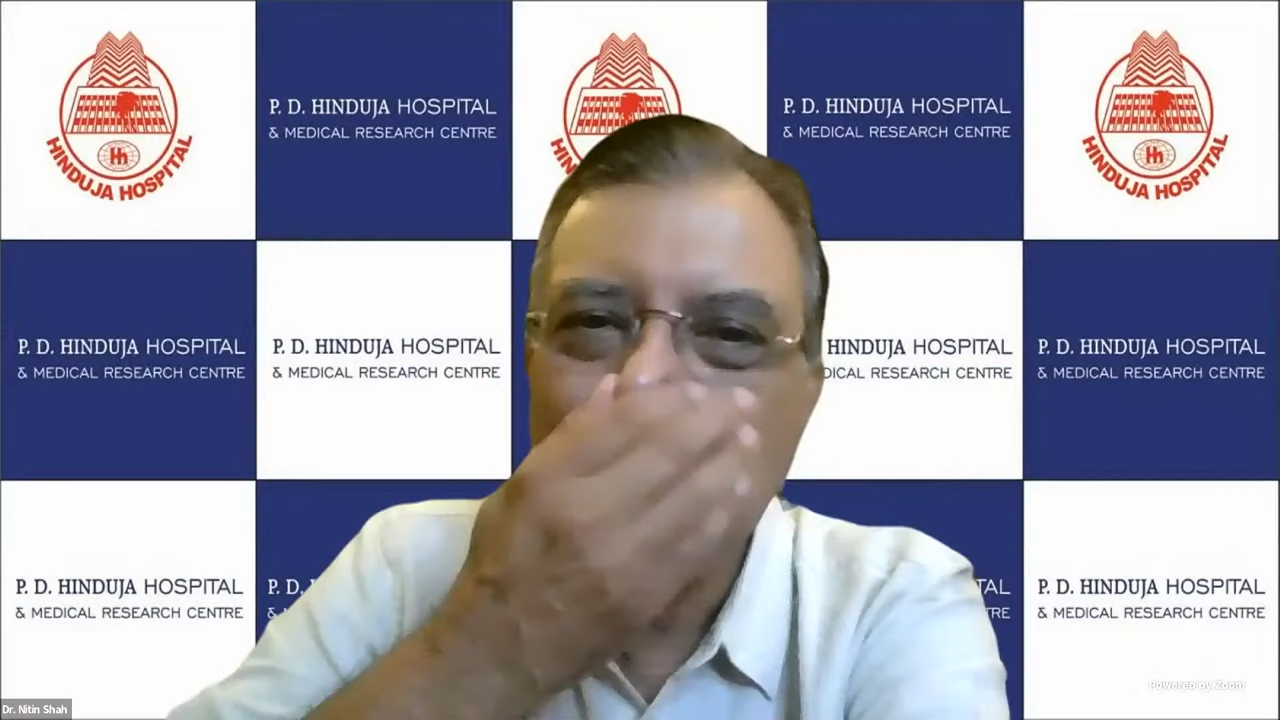 HINDUJA HOSPITAL
P. D. HINDUJA HOSPITAL
& MEDICAL RESEARCH CENTRE
P. D. HINDUJA HOSPITAL
& MEDICAL RESEARCH CENTRE
HINDUJA HOSPITAL
P. D. HINDUJA HOSPITAL
& MEDICAL RESEARCH CENTRE
P. D. HINDUJA HOSPITAL
& MEDICAL RESEARCH CENTRE
HINDUJA HOSPITAL
DICAL RESEARCH CENTRE
P. D. HINDUJA HOSPITAL
& MEDICAL RESEARCH CENTRE
P. D. HINDUJA HOSPITAL
& MEDICAL RESEARCH CENTRE
P. D.
&
TAL
RE
P. D. HINDUJA HOSPITAL
& MEDICAL RESEARCH CENTRE
Powered by Zoom
Dr. Nitin Shah